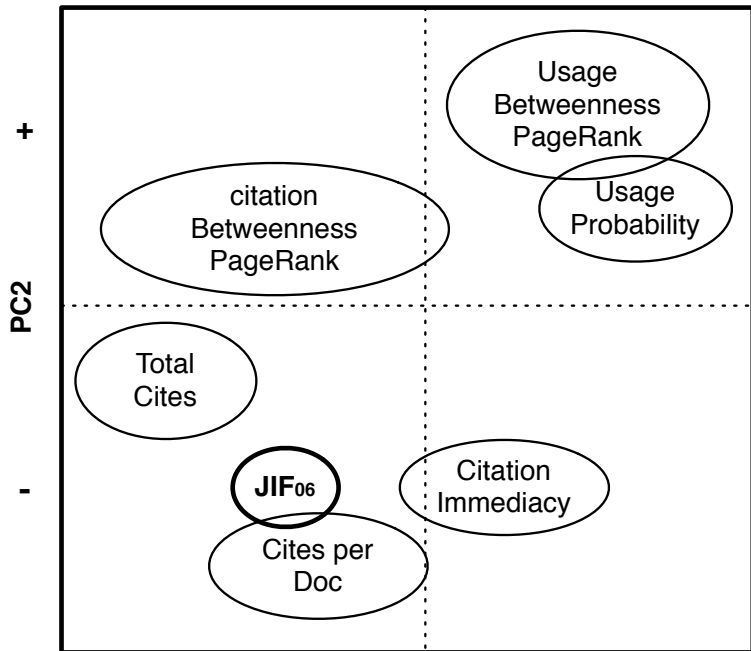 Usage
Betweenness
PageRank
+
Usage
Probability
citation
Betweenness
PageRank
PC2
Total
Cites
-
JIF06
Citation
Immediacy
Cites per
Doc